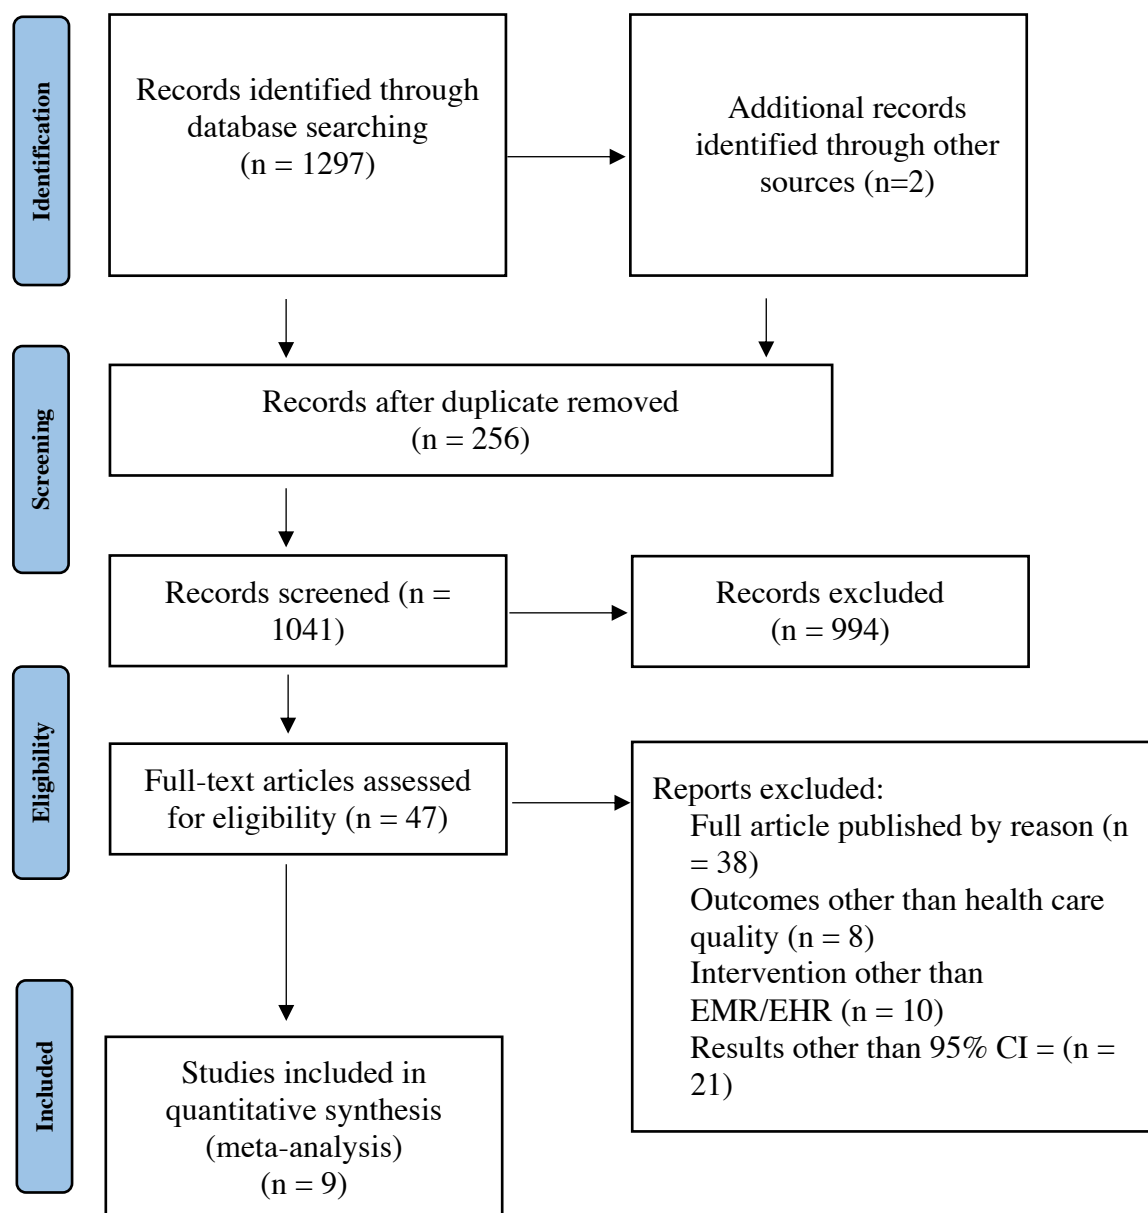 Identification
Records identified through
database searching
(n = 1297)
Additional records
identified through other
sources (n=2)
Screening
Records after duplicate removed
(n = 256)
Records screened (n =
1041)
Records excluded
(n = 994)
Eligibility
Full-text articles assessed
for eligibility (n = 47)
Reports excluded:
Full article published by reason (n
= 38)
Outcomes other than health care
quality (n = 8)
Intervention other than
EMR/EHR (n = 10)
Results other than 95% CI = (n =
21)
Included
Studies included in
quantitative synthesis
(meta-analysis)
(n = 9)